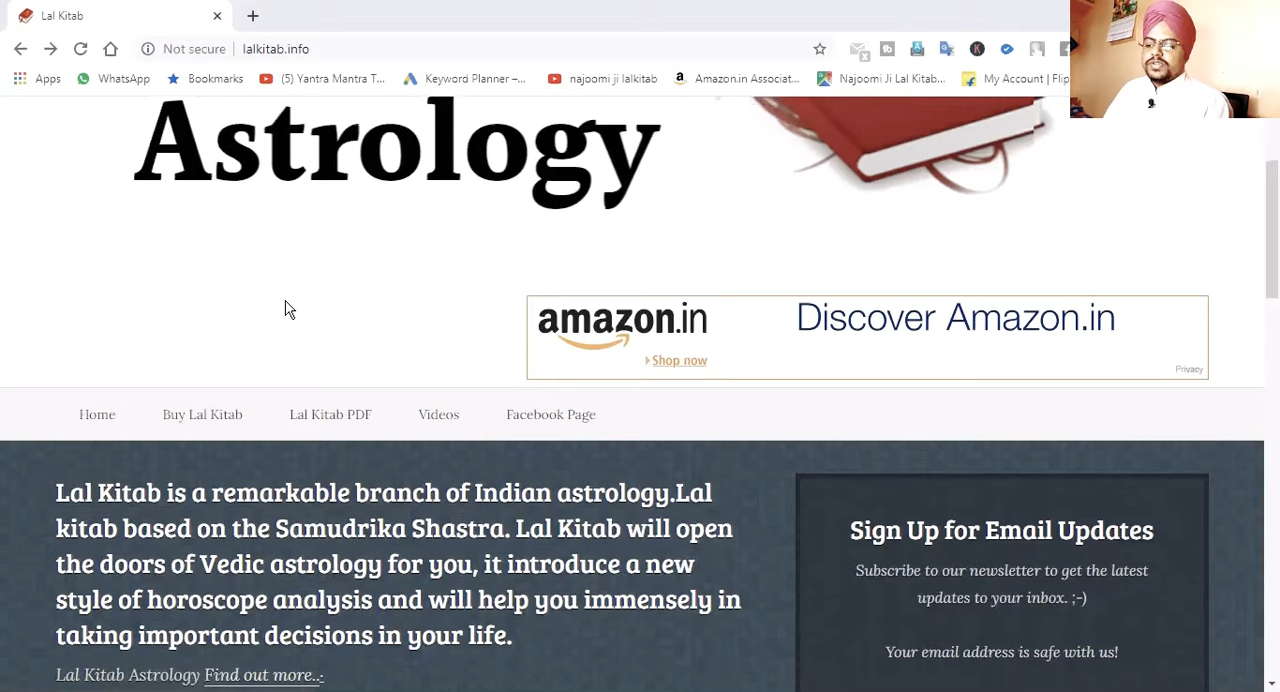 Lal Kitab
Not secure | lalkitab.info
Apps WhatsApp Bookmarks (5) Yantra Mantra T... Keyword Planner –... najoomi ji lalkitab Amazon.in Associat... Najoomi Ji Lal Kitab... My Account | Flip
Astrology
amazon.in
Discover Amazon.in
Shop now
Privacy
Home Buy Lal Kitab Lal Kitab PDF Videos Facebook Page
Lal Kitab is a remarkable branch of Indian astrology.Lal
kitab based on the Samudrika Shastra. Lal Kitab will open
the doors of Vedic astrology for you, it introduce a new
style of horoscope analysis and will help you immensely in
taking important decisions in your life.
Lal Kitab Astrology Find out more..:
Sign Up for Email Updates
Subscribe to our newsletter to get the latest
updates to your inbox. ;-)
Your email address is safe with us!